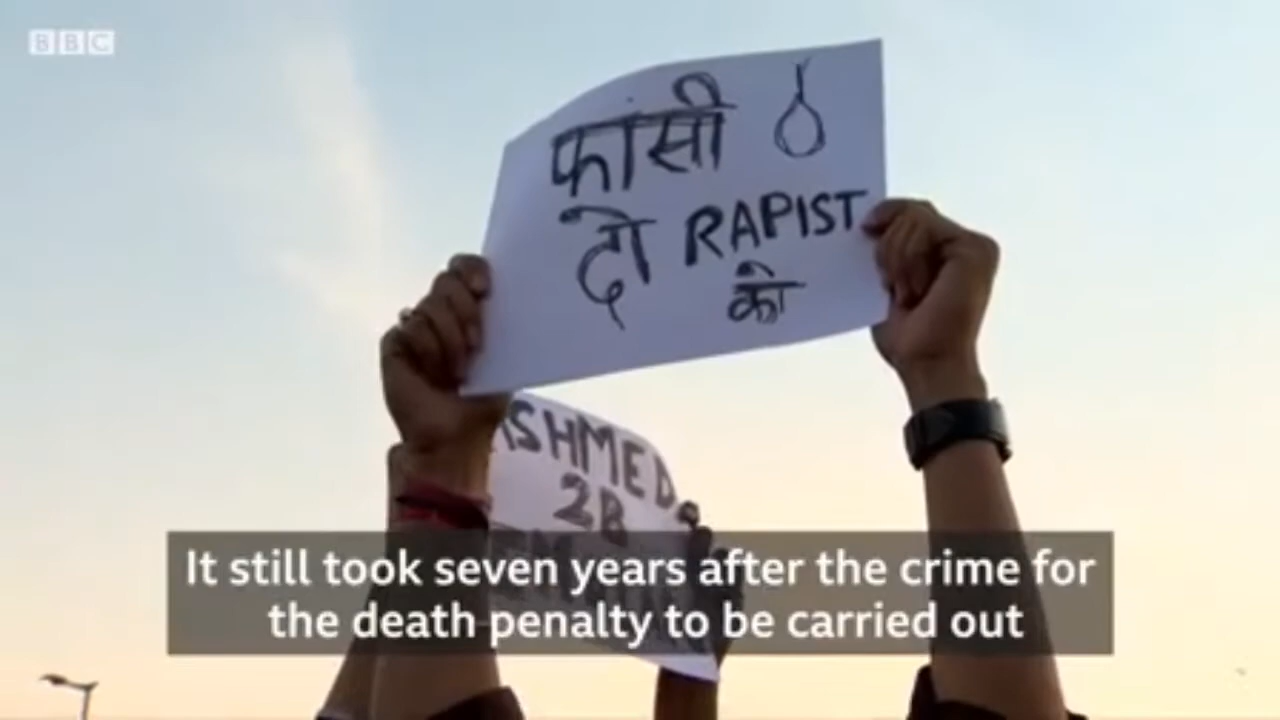 BBC
फांसी
दो RAPIST
को
ASHMED
2B
It still took seven years after the crime for
the death penalty to be carried out